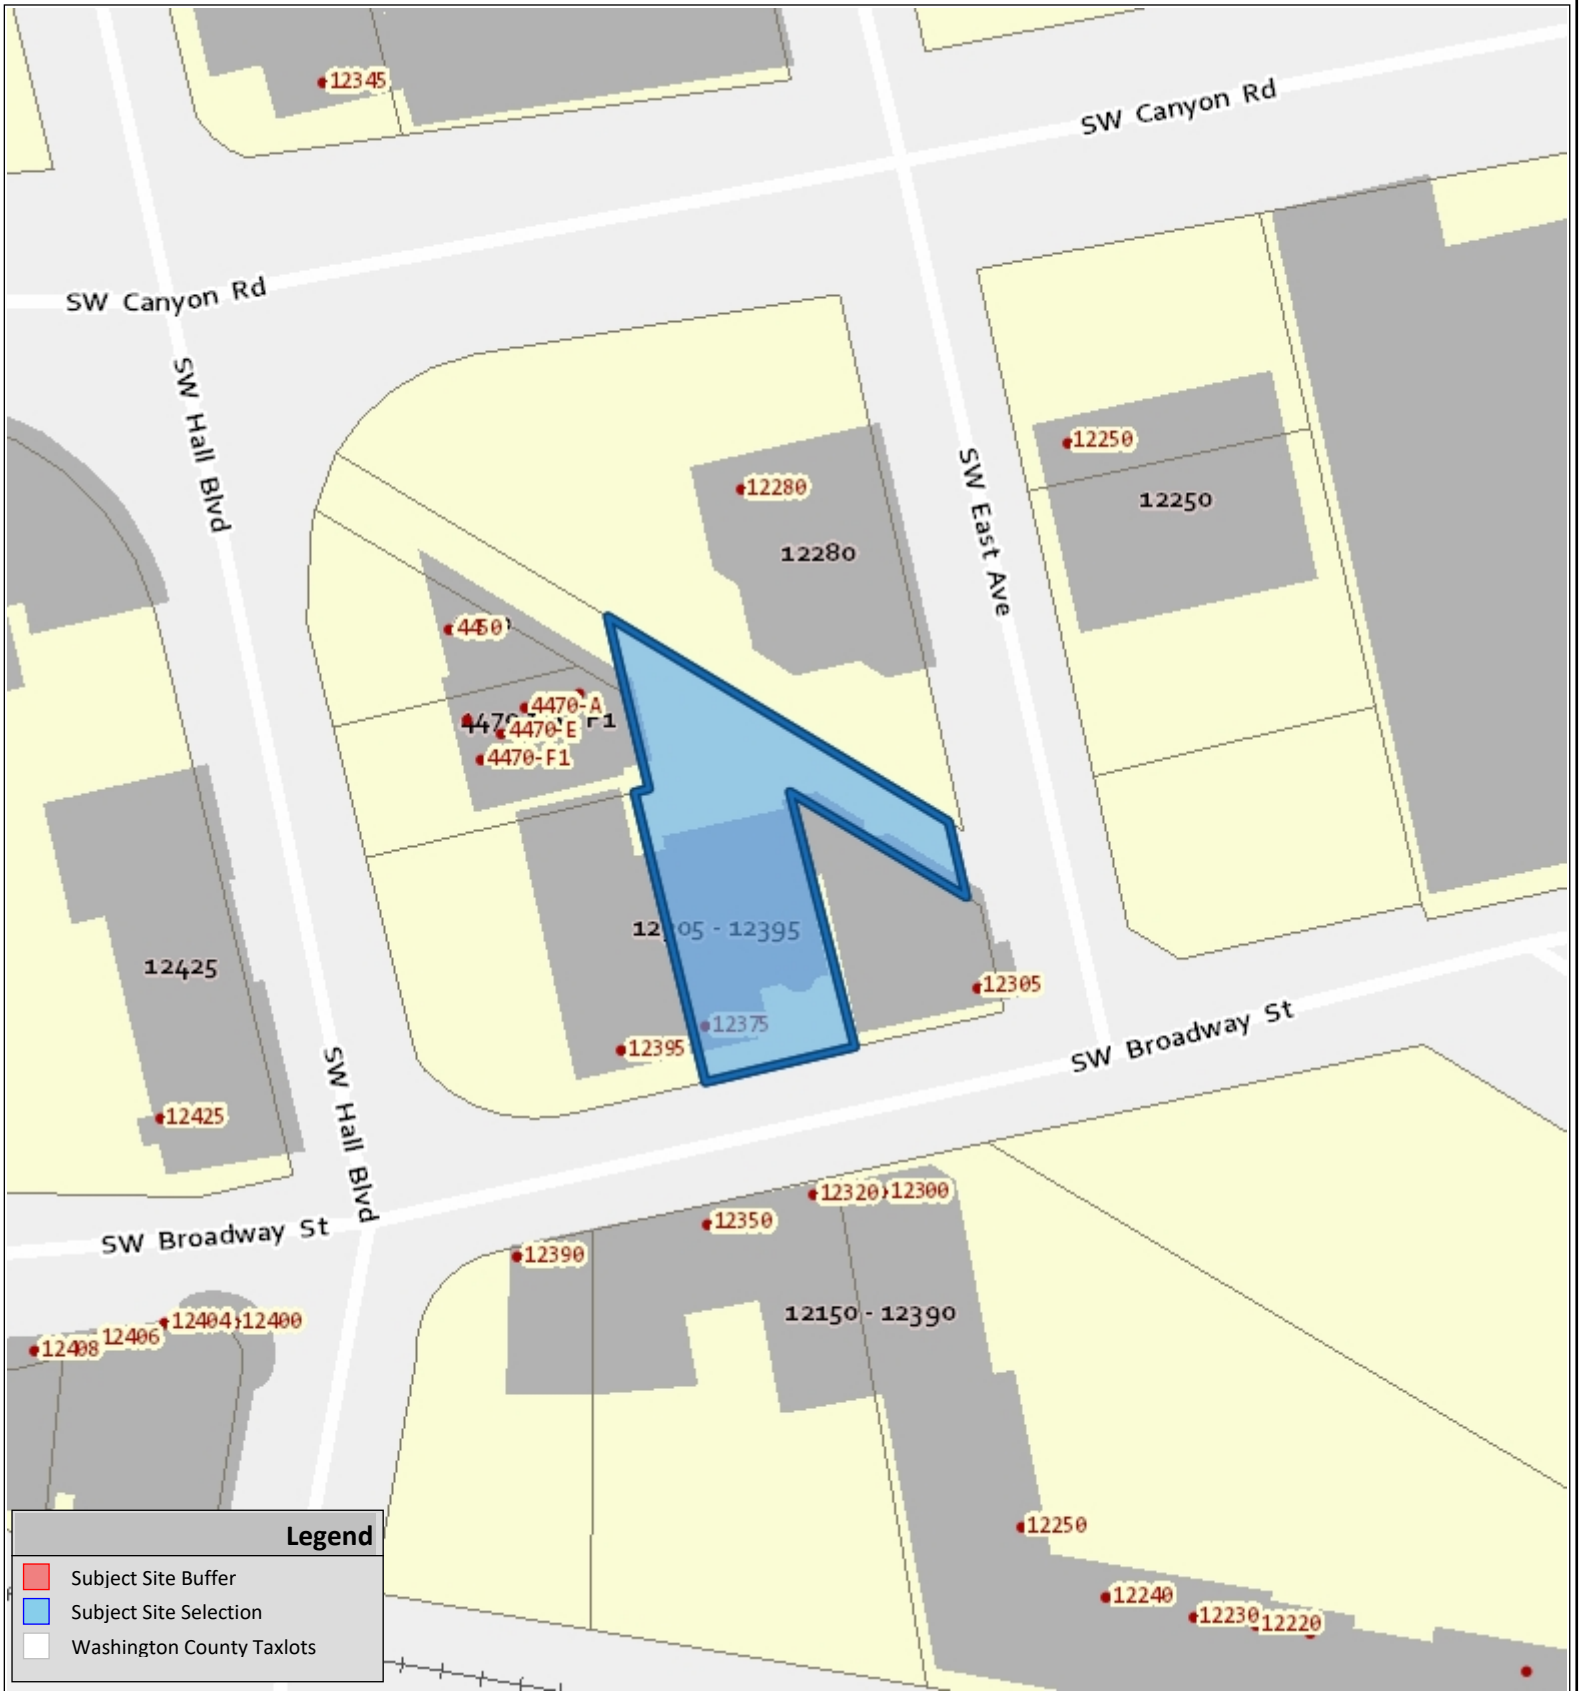 12345
SW Canyon Rd
SW Canyon Rd
SW Hall Blvd
12250
SW East Ave
12280
12250
12280
4450
4470-A
4470-E
4470-F1
F1
12395
12425
12305
12375
SW Broadway St
12395
SW Hall Blvd
12425
12320
12300
12350
SW Broadway St
12390
12150 - 12390
12404
12400
12406
12408
12250
Legend
Subject Site Buffer
12240
Subject Site Selection
12230
12220
Washington County Taxlots